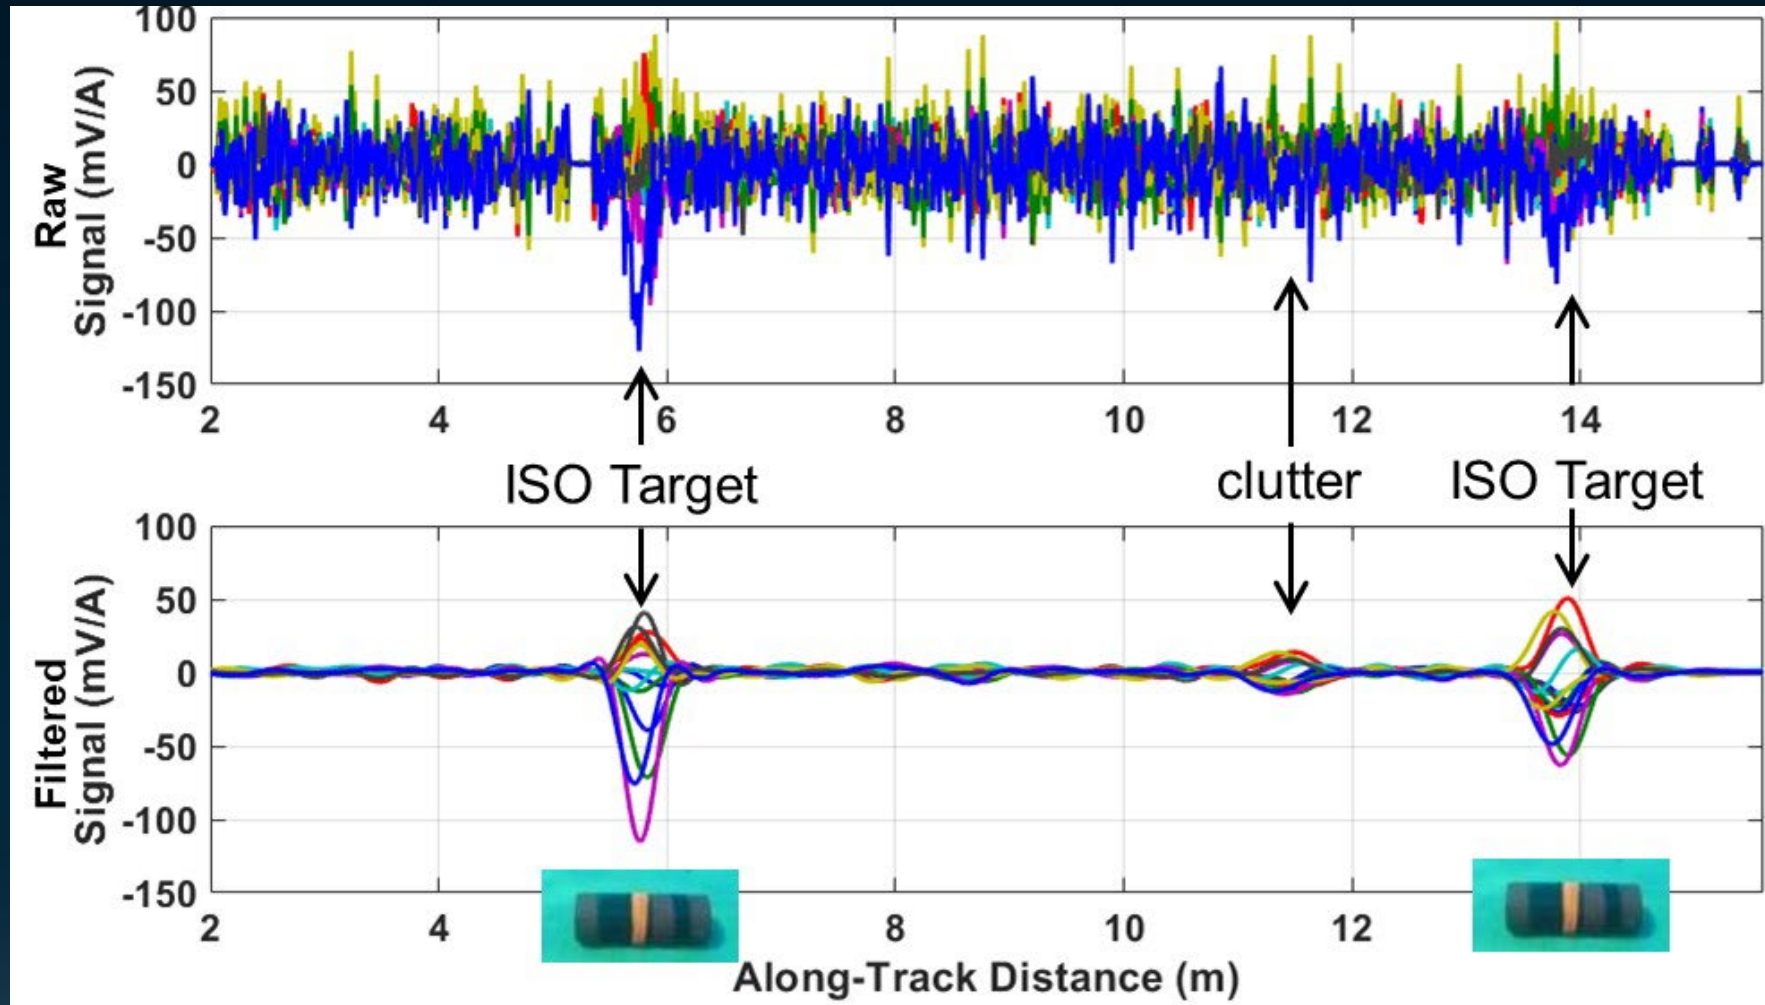 100
50
0
-50
-100
-150
Raw
Signal (mV/A)
2 4 6 8 10 12 14
ISO Target clutter ISO Target
100
50
0
-50
-100
-150
Filtered
Signal (mV/A)
2 4 8 10 12
Along-Track Distance (m)